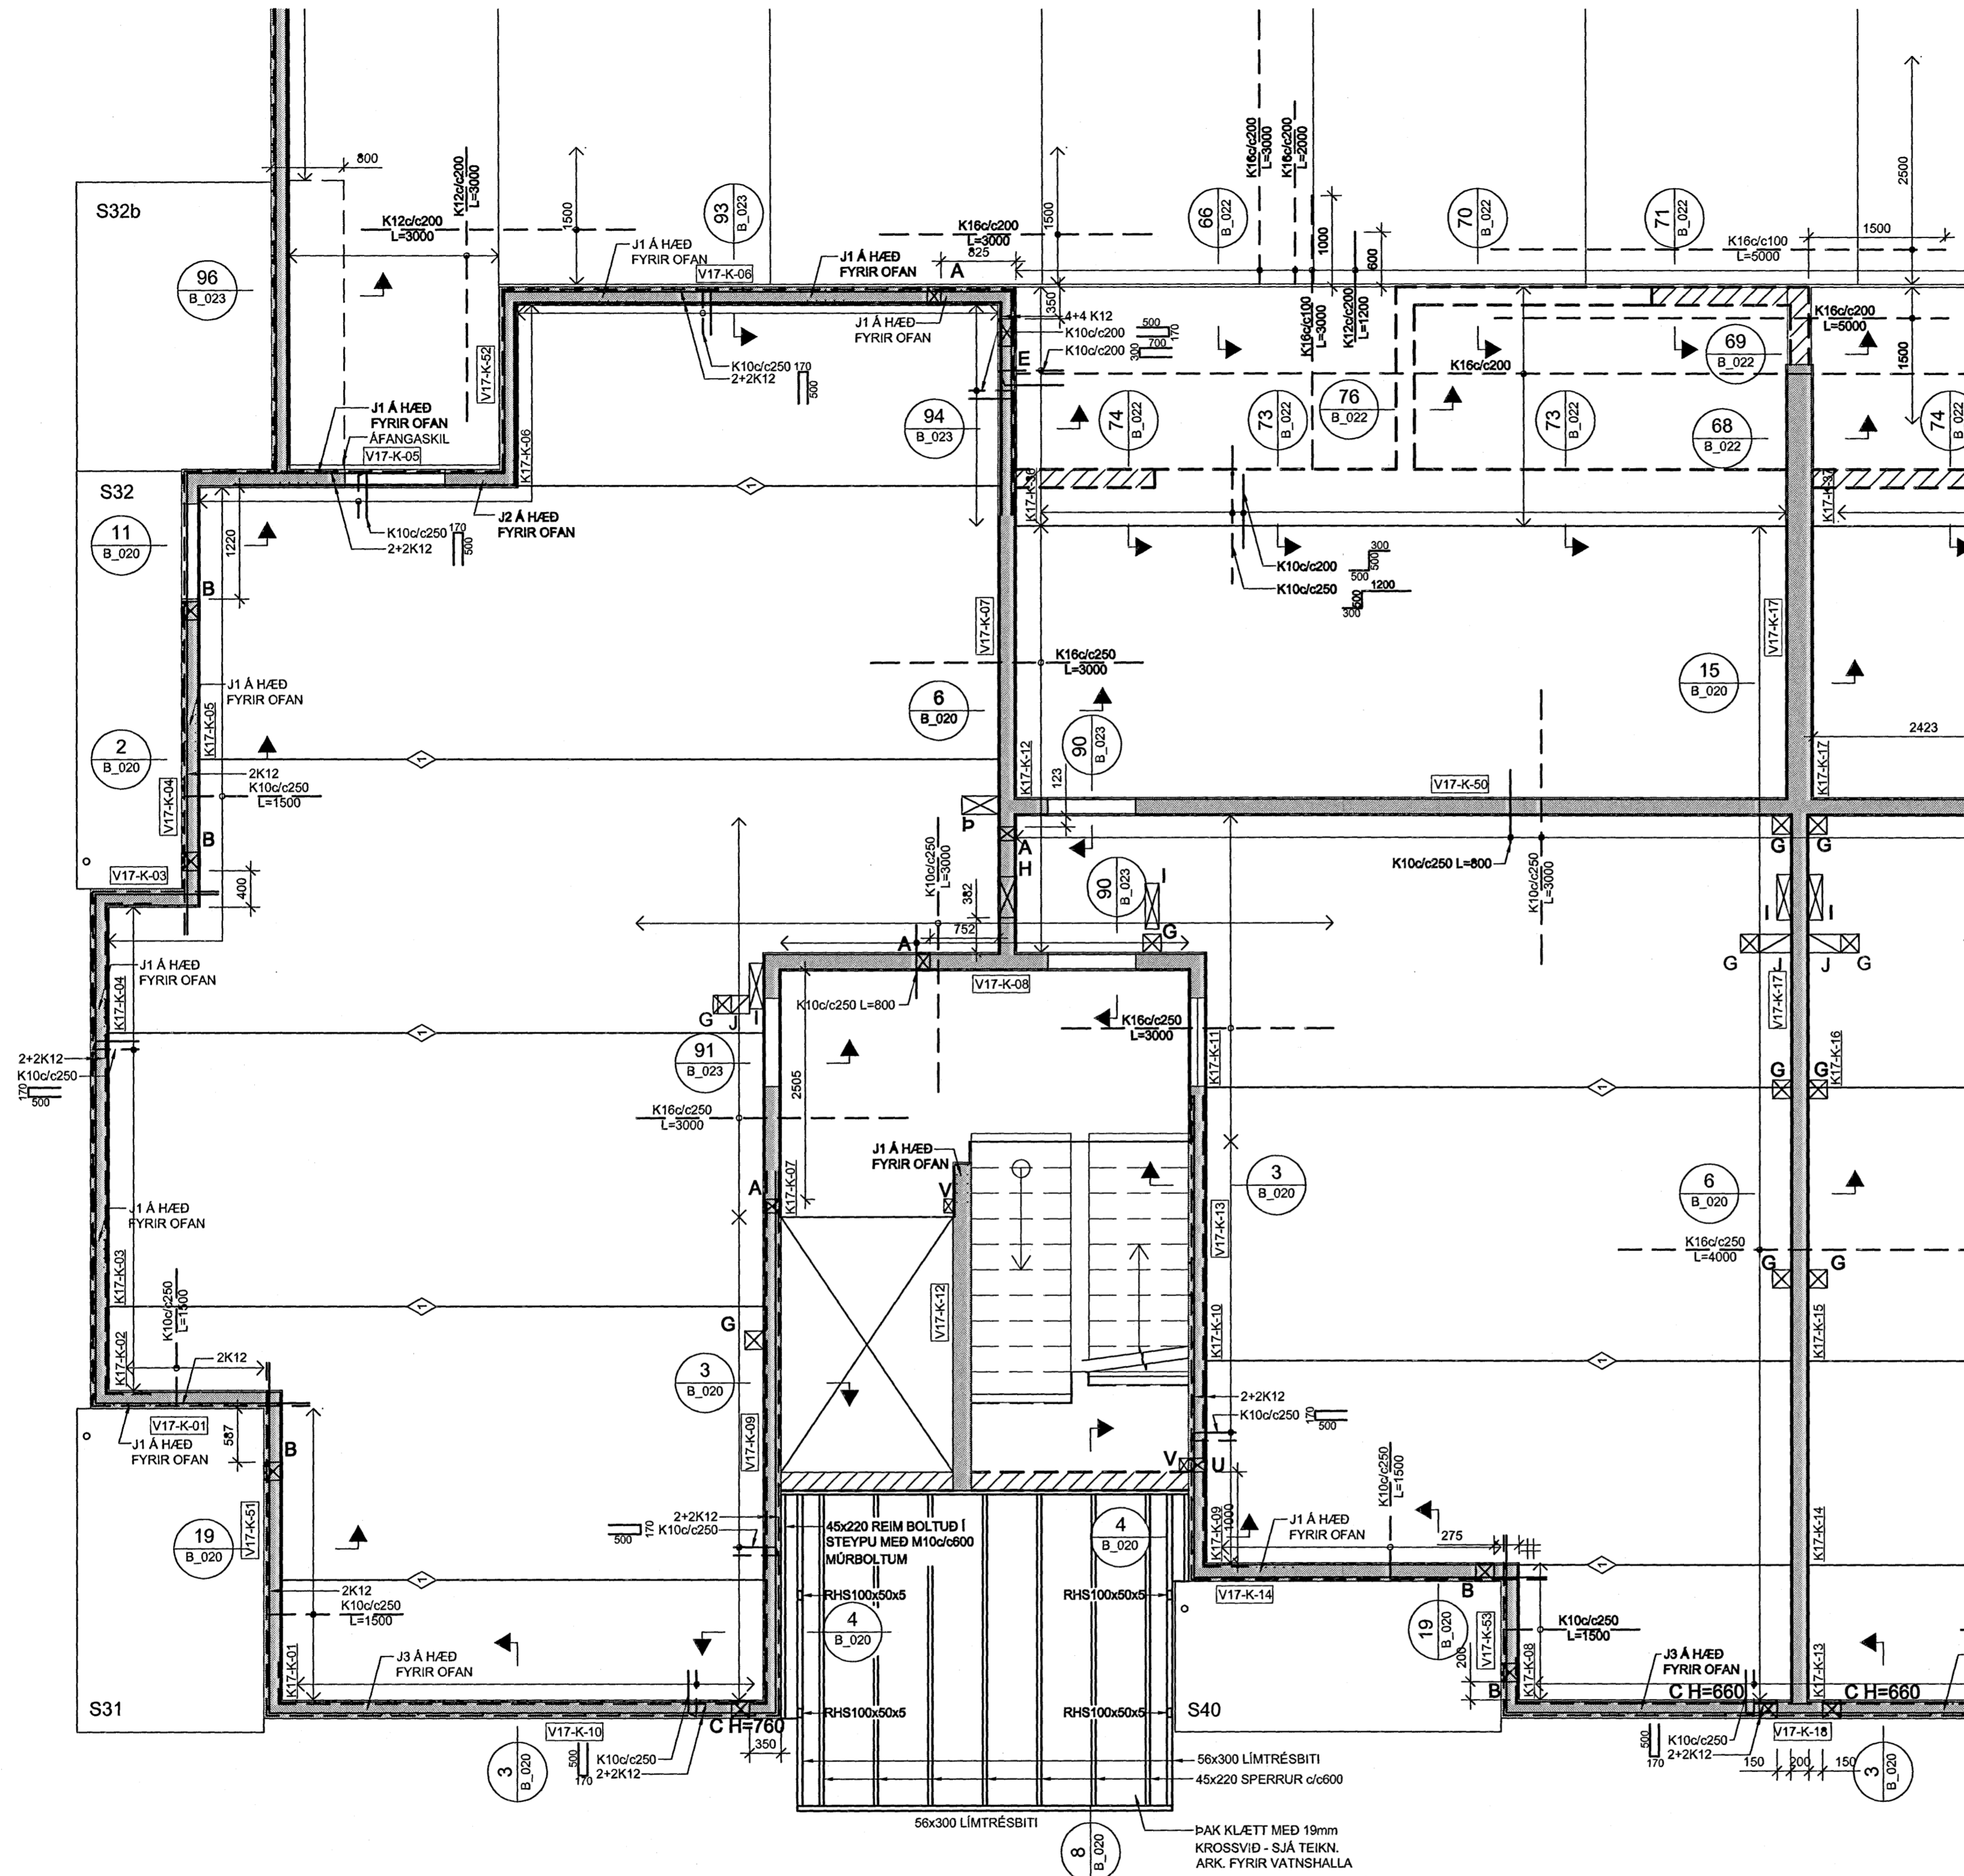 800
S32b
K12c/c200
L=3000
K12c/c200
L=3000
1500
93
B_023
J1 Á HÆÐ
FYRIR OFAN
V17-K-06
J1 Á HÆÐ
FYRIR OFAN
K16c/c200
L=3000
825
A
1500
350
66
B_022
K16c/c200
L=3000
K16c/c200
L=2000
1000
600
70
B_022
71
B_022
K16c/c100
L=5000
2500
1500
96
B_023
J1 Á HÆÐ
FYRIR OFAN
4+4 K12
K10c/c200
500
170
K10c/c200
700
300
E
K16c/c100
L=3000
K12c/c200
L=1200
K16c/c200
K16c/c200
L=5000
1500
69
B_022
V17-K-52
K10c/c250
2+2K12
170
500
94
B_023
74
B_022
73
B_022
76
B_022
73
B_022
68
B_022
74
B_022
J1 Á HÆÐ
FYRIR OFAN
ÁFANGASKIL
V17-K-05
K17-K-06
K17-K-36
K17-K-37
S32
11
B_020
1220
1
J2 Á HÆÐ
FYRIR OFAN
K10c/c250
2+2K12
170
500
B
K10c/c200
300
500
500
K10c/c250
1200
500
300
V17-K-07
V17-K-17
K16c/c250
L=3000
15
B_020
J1 Á HÆÐ
FYRIR OFAN
K17-K-05
6
B_020
2
B_020
1
90
B_023
K17-K-12
123
K17-K-17
2423
2K12
K10c/c250
L=1500
V17-K-04
V17-K-50
Þ
B
A
H
K10c/c250 L=800
G
G
V17-K-03
400
K10c/c250
L=3000
382
90
B_023
I
K10c/c250
L=3000
I
I
752
A
G
G
J
J
G
V17-K-08
J1 Á HÆÐ
FYRIR OFAN
K17-K-04
K10c/c250 L=800
G
J
I
K16c/c250
L=3000
V17-K-17
1
2+2K12
K10c/c250
170
500
91
B_023
2505
K17-K-11
K17-K-16
1
G
G
K16c/c250
L=3000
J1 Á HÆÐ
FYRIR OFAN
3
B_020
6
B_020
A
K17-K-07
V
J1 Á HÆÐ
FYRIR OFAN
V17-K-13
K16c/c250
L=4000
G
G
K17-K-03
K10c/c250
L=1500
1
V17-K-12
K17-K-10
K17-K-15
G
K17-K-02
2K12
3
B_020
1
2+2K12
K10c/c250
170
500
V17-K-01
J1 Á HÆÐ
FYRIR OFAN
587
B
V17-K-09
V
U
K10c/c250
L=1500
V17-K-51
19
B_020
2+2K12
K10c/c250
500
170
45x220 REIM BOLTUÐ Í
STEYPU MEÐ M10c/c600
MÚRBOLTUM
4
B_020
K17-K-09
1000
J1 Á HÆÐ
FYRIR OFAN
275
K17-K-14
1
1
2K12
K10c/c250
L=1500
RHS100x50x5
RHS100x50x5
V17-K-14
B
4
B_020
19
B_020
V17-K-53
K10c/c250
L=1500
K17-K-01
J3 Á HÆÐ
FYRIR OFAN
200
B
K17-K-08
J3 Á HÆÐ
FYRIR OFAN
K17-K-13
S31
RHS100x50x5
RHS100x50x5
S40
C H=660
C H=660
V17-K-10
C H=760
350
V17-K-18
3
B_020
500
170
K10c/c250
2+2K12
56x300 LÍMTRÉSBITI
45x220 SPERRUR c/c600
500
170
K10c/c250
2+2K12
150
200
150
3
B_020
56x300 LÍMTRÉSBITI
8
B_020
ÞAK KLÆTT MEÐ 19mm
KROSSVIÐ - SJÁ TEIKN.
ARK. FYRIR VATNSHALLA